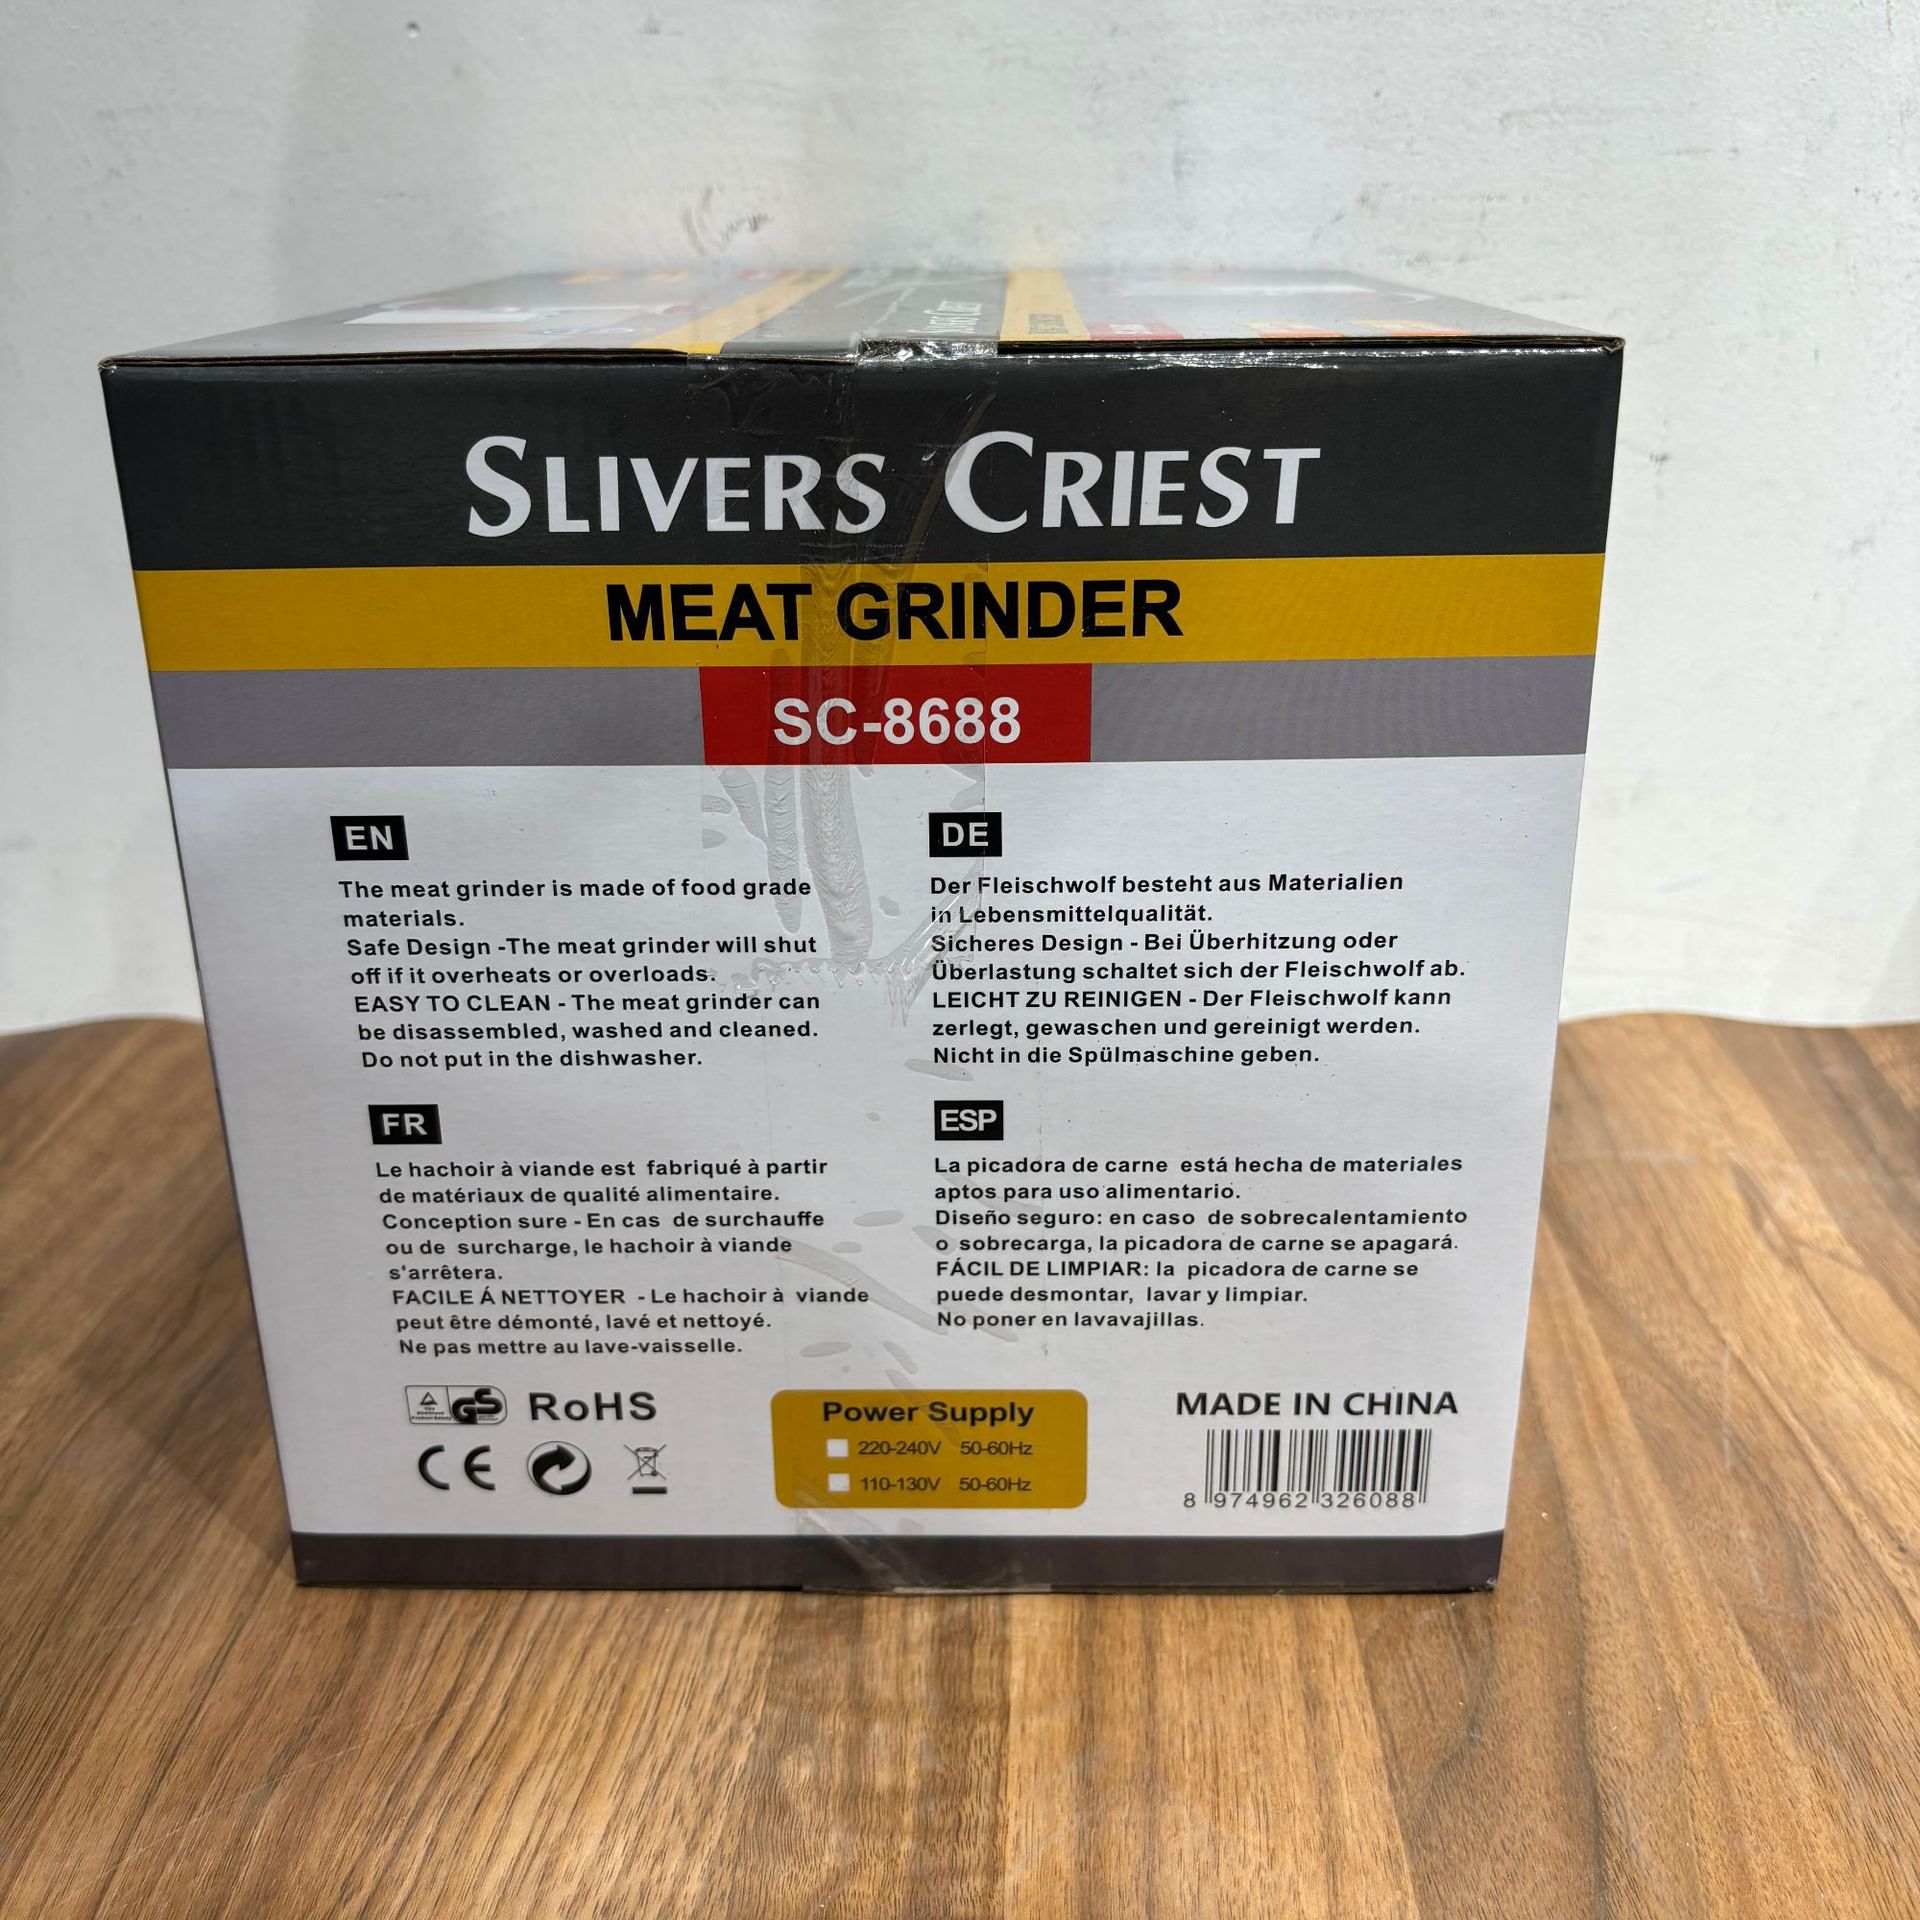 SLIVERS CRIEST
MEAT GRINDER
SC-8688
EN
The meat grinder is made of food grade
materials.
Safe Design -The meat grinder will shut
off if it overheats or overloads.
EASY TO CLEAN - The meat grinder can
be disassembled, washed and cleaned.
Do not put in the dishwasher.
DE
Der Fleischwolf besteht aus Materialien
in Lebensmittelqualität.
Sicheres Design - Bei Überhitzung oder
Überlastung schaltet sich der Fleischwolf ab.
LEICHT ZU REINIGEN - Der Fleischwolf kann
zerlegt, gewaschen und gereinigt werden.
Nicht in die Spülmaschine geben.
FR
Le hachoir à viande est fabriqué à partir
de matériaux de qualité alimentaire.
Conception sure - En cas de surchauffe
ou de surcharge, le hachoir à viande
s'arrêtera.
FACILE Á NETTOYER - Le hachoir à viande
peut être démonté, lavé et nettoyé.
Ne pas mettre au lave-vaisselle.
ESP
La picadora de carne está hecha de materiales
aptos para uso alimentario.
Diseño seguro: en caso de sobrecalentamiento
o sobrecarga, la picadora de carne se apagará.
FÁCIL DE LIMPIAR: la picadora de carne se
puede desmontar, lavar y limpiar.
No poner en lavavajillas.
GS RoHS
CE
Power Supply
220-240V 50-60Hz
110-130V 50-60Hz
MADE IN CHINA
8 974962 326088